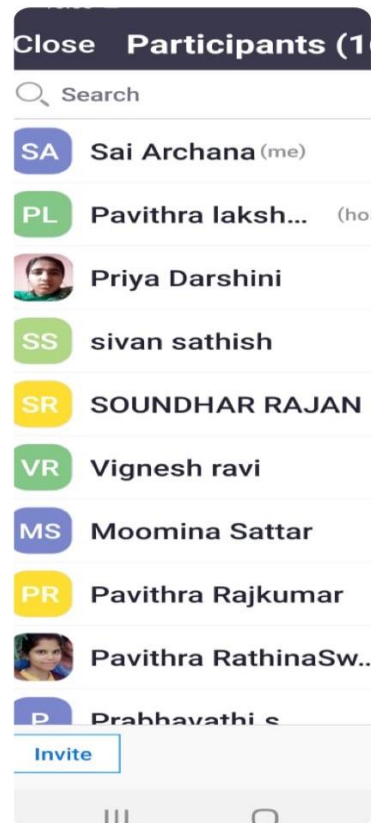 Close Participants (1
Search
SA Sai Archana (me)
PL Pavithra laksh... (ho
Priya Darshini
SS sivan sathish
SR SOUNDHAR RAJAN
VR Vignesh ravi
MS Moomina Sattar
PR Pavithra Rajkumar
Pavithra RathinaSw..
P Prabhavathi s
Invite